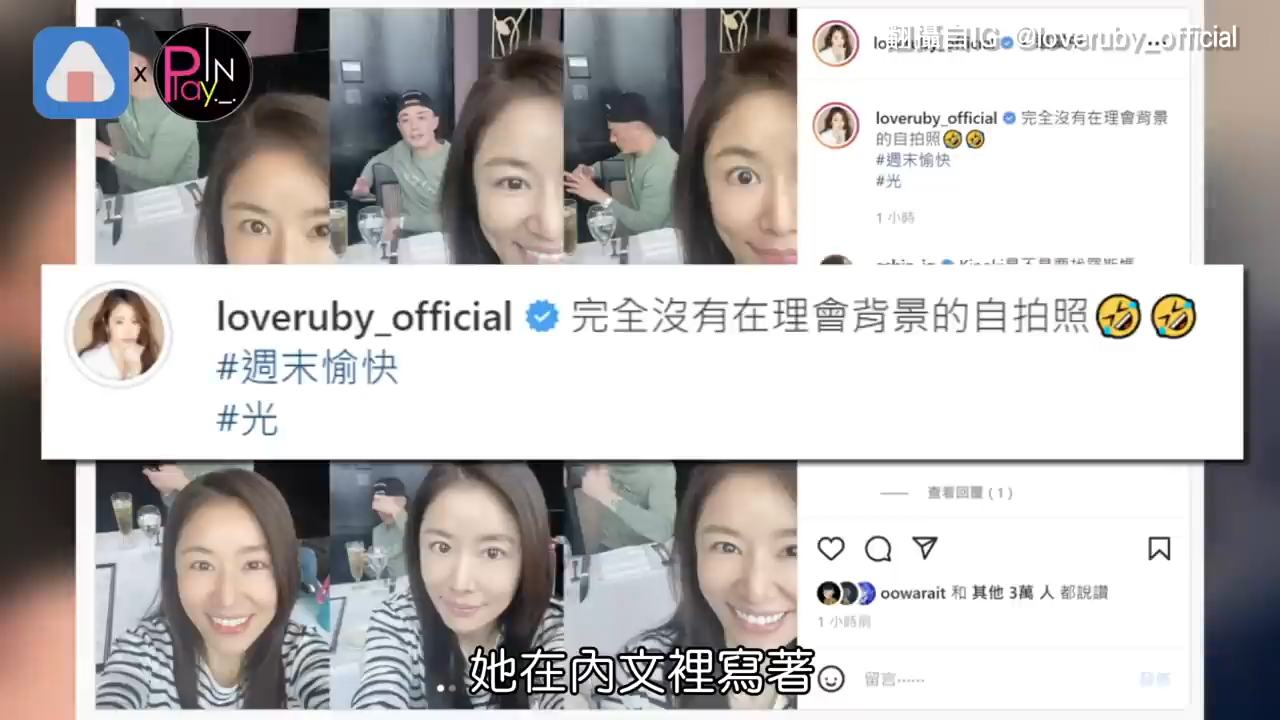 翻攝自IG @loveruby_official
x
PlayIN
loveruby_official 完全沒有在理會背景
的自拍照🤣🤣
#週末愉快
#光
1 小時
loveruby_official 完全沒有在理會背景的自拍照🤣🤣
#週末愉快
#光
查看回覆 (1)
oowarait 和 其他 3萬 人 都說讚
1 小時前
留言……
她在內文裡寫著